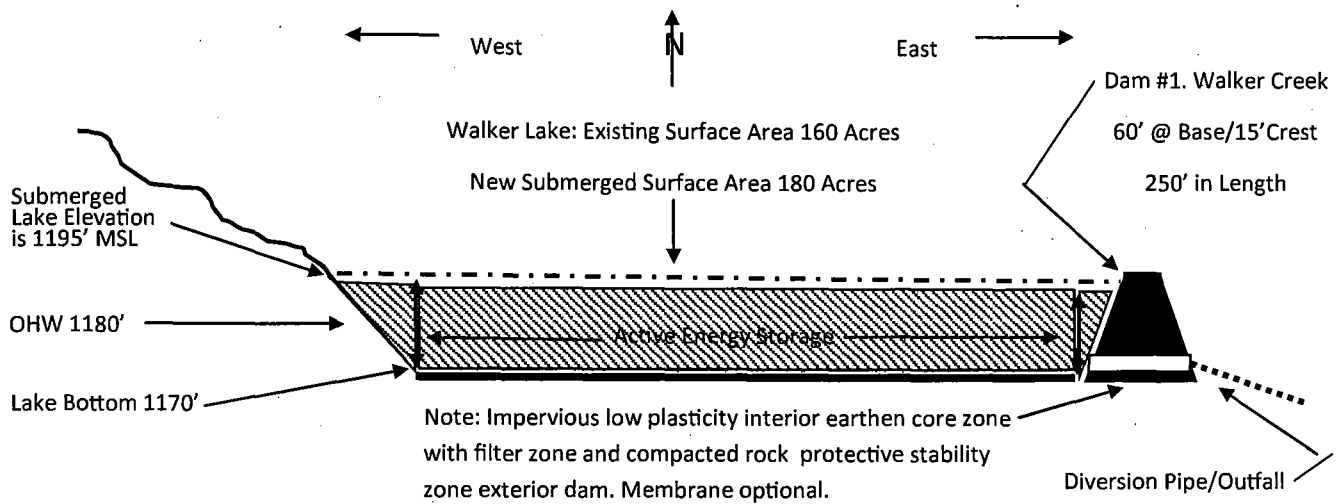 West
N
East
Dam #1. Walker Creek
60’ @ Base/15’Crest
250’ in Length
Walker Lake: Existing Surface Area 160 Acres
New Submerged Surface Area 180 Acres
Submerged
Lake Elevation
is 1195’ MSL
OHW 1180’
Active Energy Storage
Lake Bottom 1170’
Note: Impervious low plasticity interior earthen core zone
with filter zone and compacted rock protective stability
zone exterior dam. Membrane optional.
Diversion Pipe/Outfall